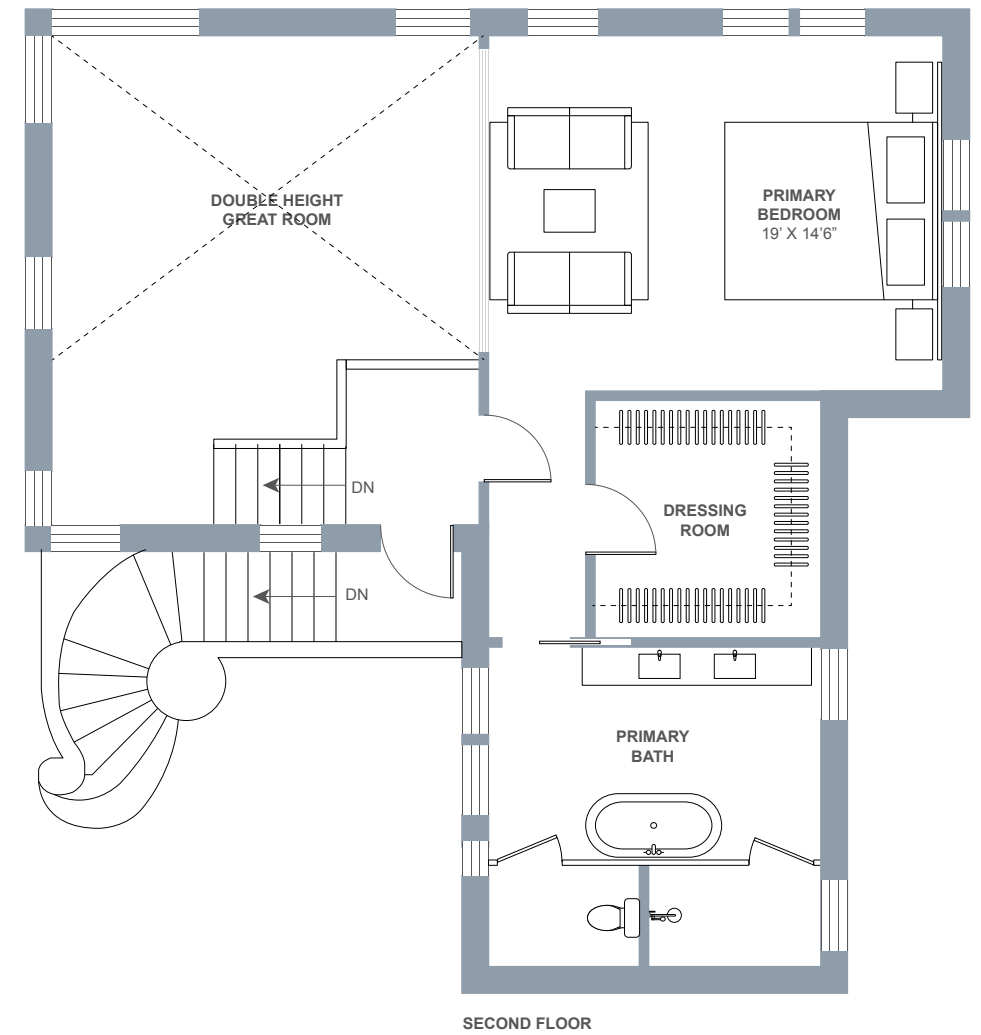 DOUBLE HEIGHT
GREAT ROOM
PRIMARY
BEDROOM
19’ X 14’6”
DN
DRESSING
ROOM
DN
PRIMARY
BATH
SECOND FLOOR